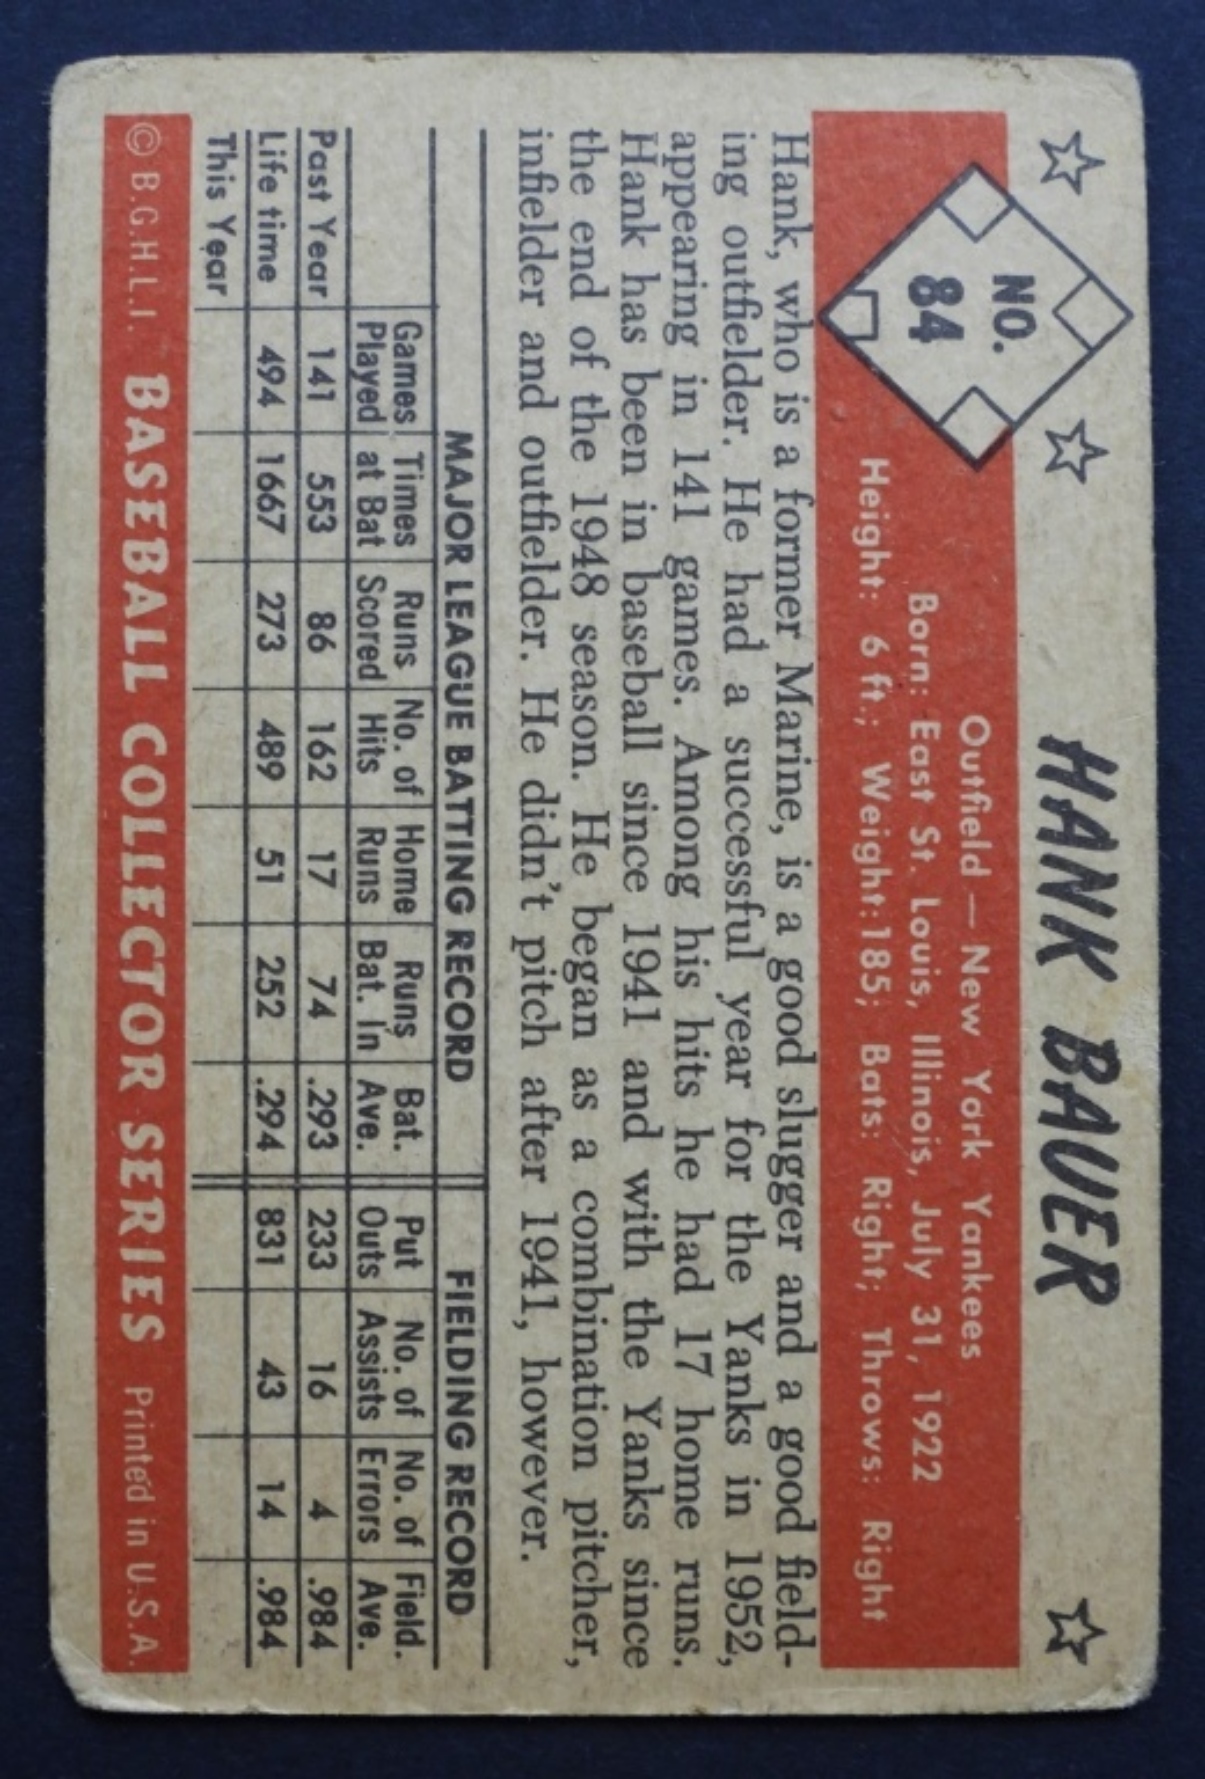 HANK BAUER
NO.
84
Outfield — New York Yankees
Born: East St. Louis, Illinois, July 31, 1922
Height: 6 ft.; Weight:185; Bats: Right; Throws: Right
Hank, who is a former Marine, is a good slugger and a good field-
ing outfielder. He had a successful year for the Yanks in 1952,
appearing in 141 games. Among his hits he had 17 home runs.
Hank has been in baseball since 1941 and with the Yanks since
the end of the 1948 season. He began as a combination pitcher,
infielder and outfielder. He didn't pitch after 1941, however.
MAJOR LEAGUE BATTING RECORD FIELDING RECORD
Games Times Runs No. of Home Runs Bat. Put No. of No. of Field.
Played at Bat Scored Hits Runs Bat. In Ave. Outs Assists Errors Ave.
Past Year 141 553 86 162 17 74 .293 233 16 4 .984
Life time 494 1667 273 489 51 252 .294 831 43 14 .984
This Year
© B.G.H.L.I. BASEBALL COLLECTOR SERIES Printed in U.S.A.